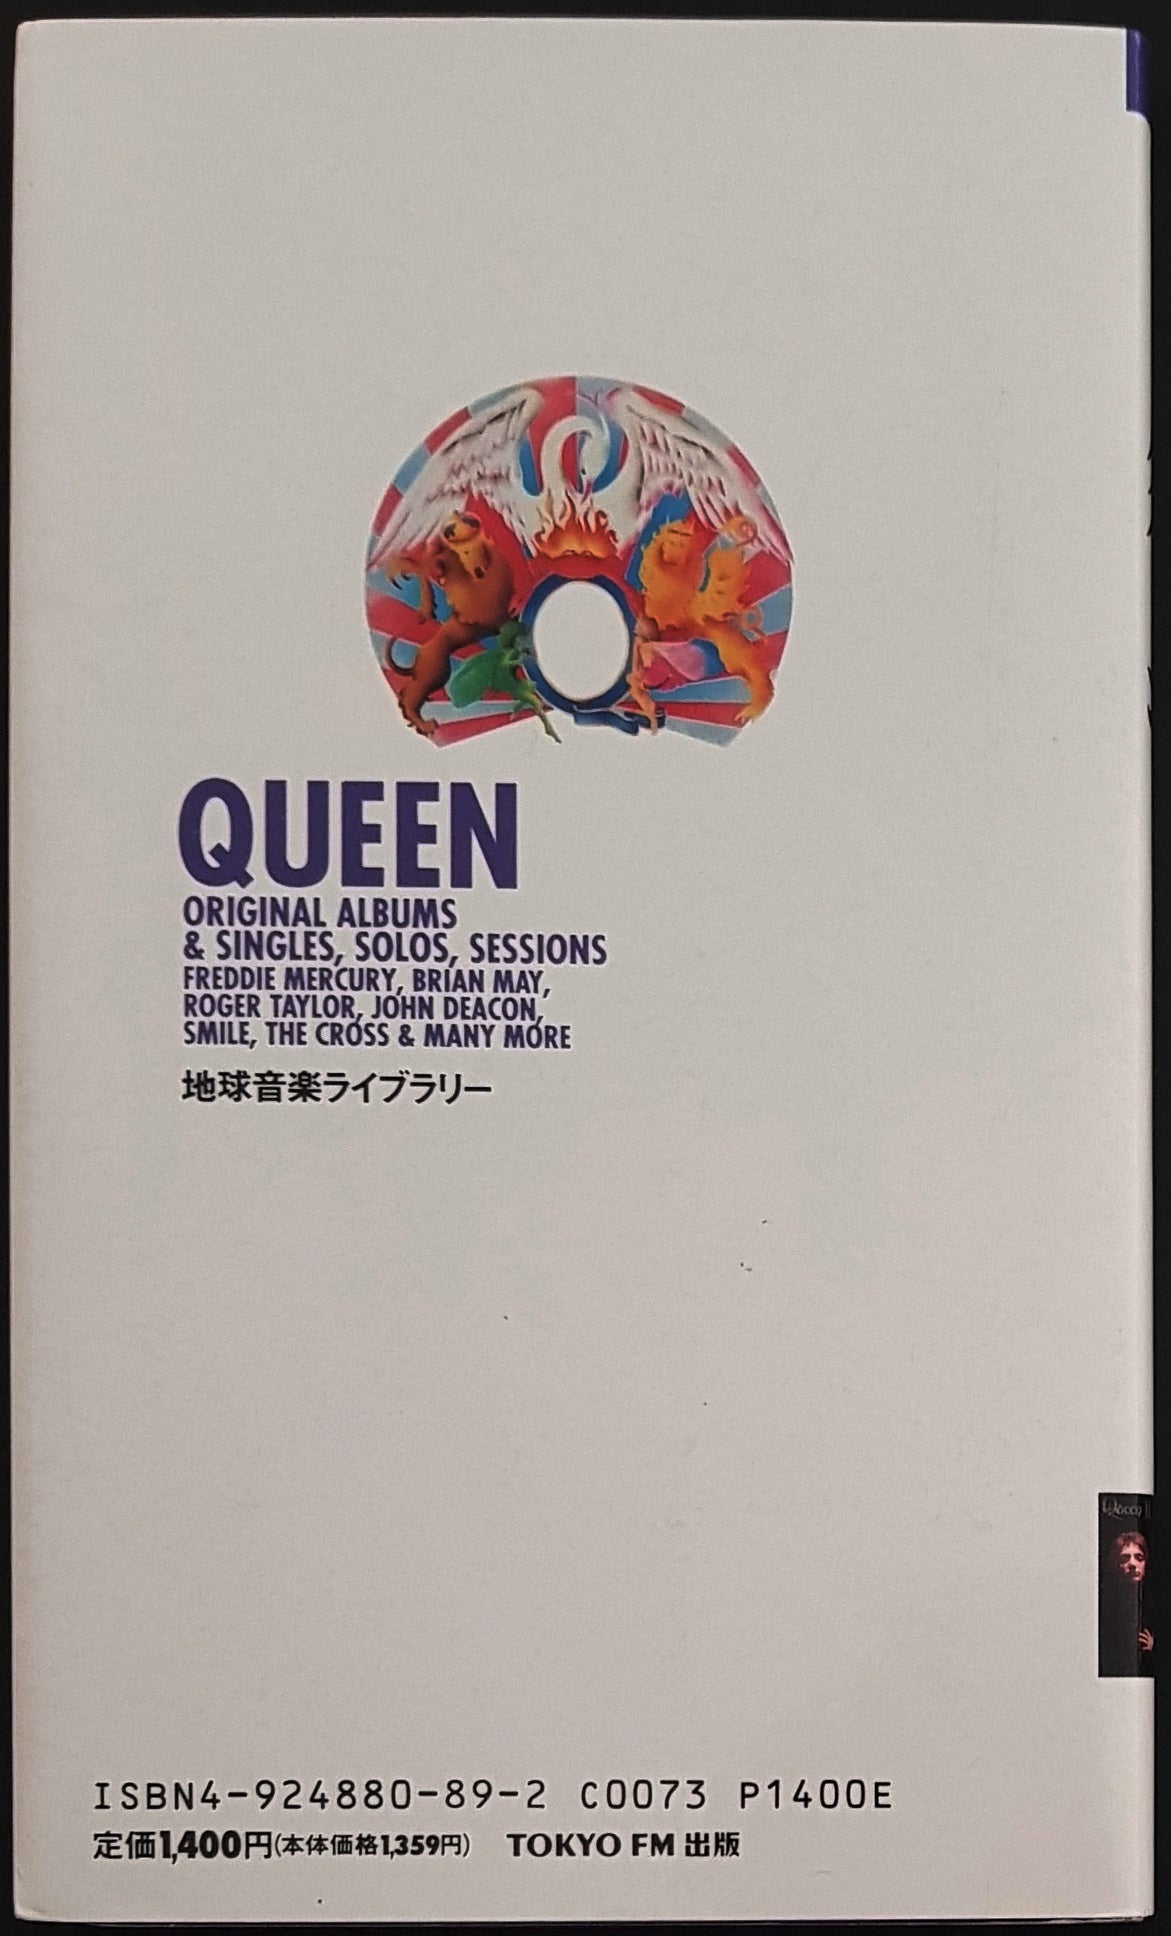 QUEEN
ORIGINAL ALBUMS
& SINGLES, SOLOS, SESSIONS
FREDDIE MERCURY, BRIAN MAY,
ROGER TAYLOR, JOHN DEACON,
SMILE, THE CROSS & MANY MORE
地球音楽ライブラリー
Queen II
ISBN4-924880-89-2 C0073 P1400E
定価1,400円(本体価格1,359円) TOKYO FM 出版